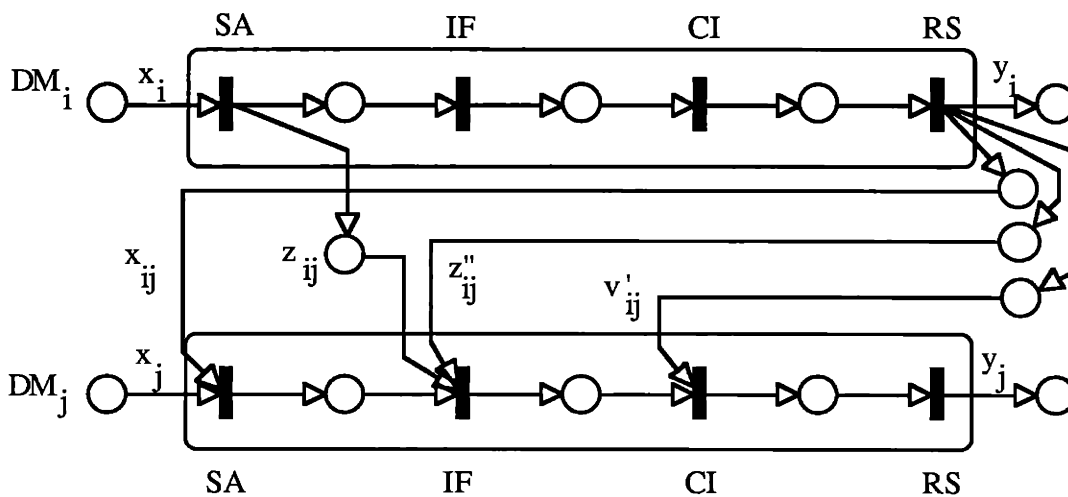 SA IF CI RS
DM_i x_i y_i
x_ij z_ij z''_ij v'_ij
DM_j x_j y_j
SA IF CI RS